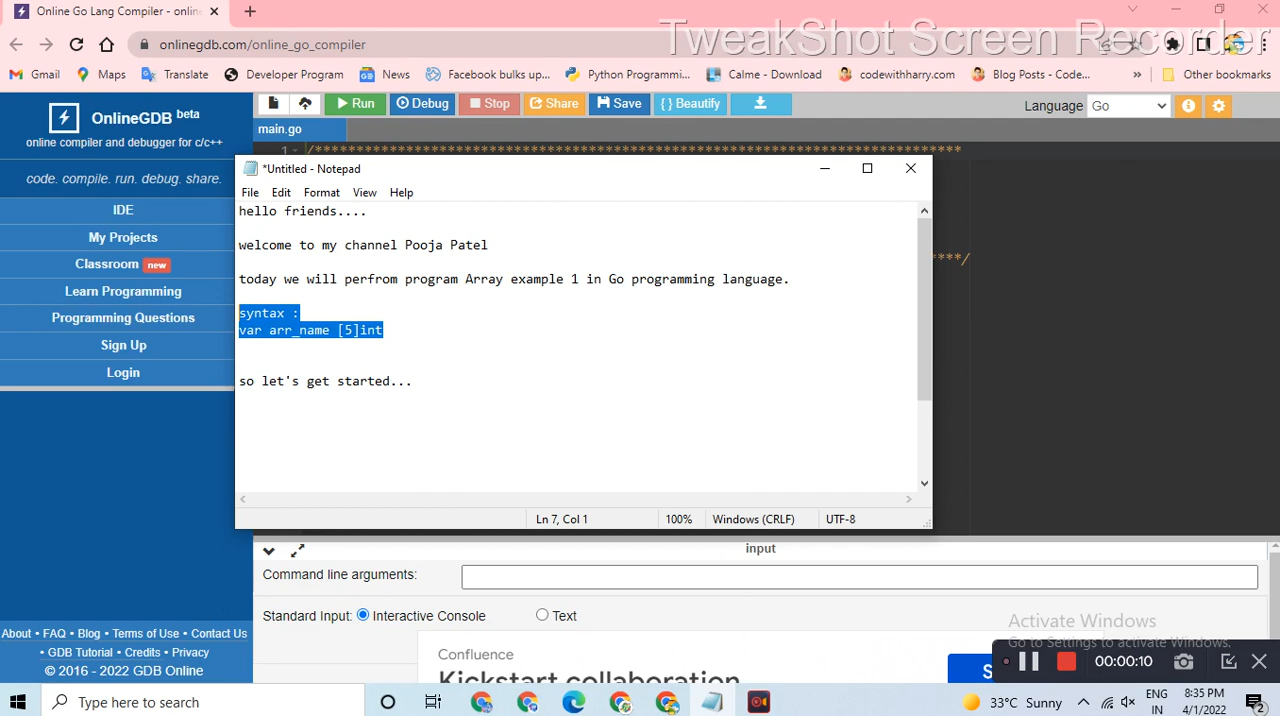 Online Go Lang Compiler - onlin
TweakShot Screen Recorder
onlinegdb.com/online_go_compiler
Gmail Maps Translate Developer Program News Facebook bulks up... Python Programmi... Calme - Download codewithharry.com Blog Posts - Code... » Other bookmarks
OnlineGDB beta
online compiler and debugger for c/c++
code. compile. run. debug. share.
IDE
My Projects
Classroom new
Learn Programming
Programming Questions
Sign Up
Login
About • FAQ • Blog • Terms of Use • Contact Us
• GDB Tutorial • Credits • Privacy
© 2016 - 2022 GDB Online
Run Debug Stop Share Save { } Beautify Language Go
main.go
1 /******************************************************************************
****/
*Untitled - Notepad
File Edit Format View Help
hello friends....
welcome to my channel Pooja Patel
today we will perfrom program Array example 1 in Go programming language.
syntax :
var arr_name [5]int
so let's get started...
Ln 7, Col 1 100% Windows (CRLF) UTF-8
input
Command line arguments:
Standard Input: Interactive Console Text
Confluence
Kickstart collaboration
Activate Windows
Go to Settings to activate Windows.
00:00:10
Type here to search
33°C Sunny
ENG
IN
8:35 PM
4/1/2022
2